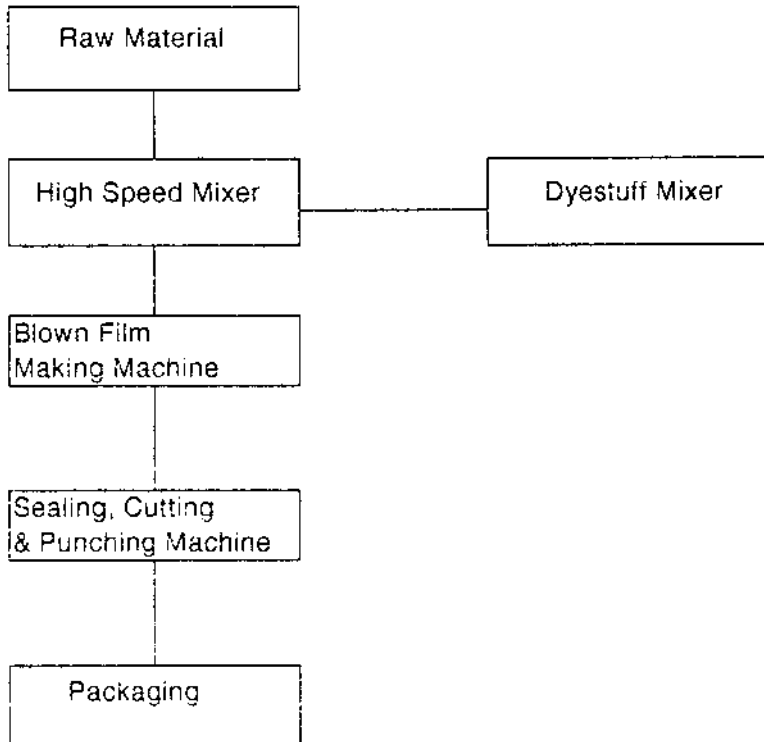 Raw Material
High Speed Mixer
Dyestuff Mixer
Blown Film
Making Machine
Sealing, Cutting
& Punching Machine
Packaging